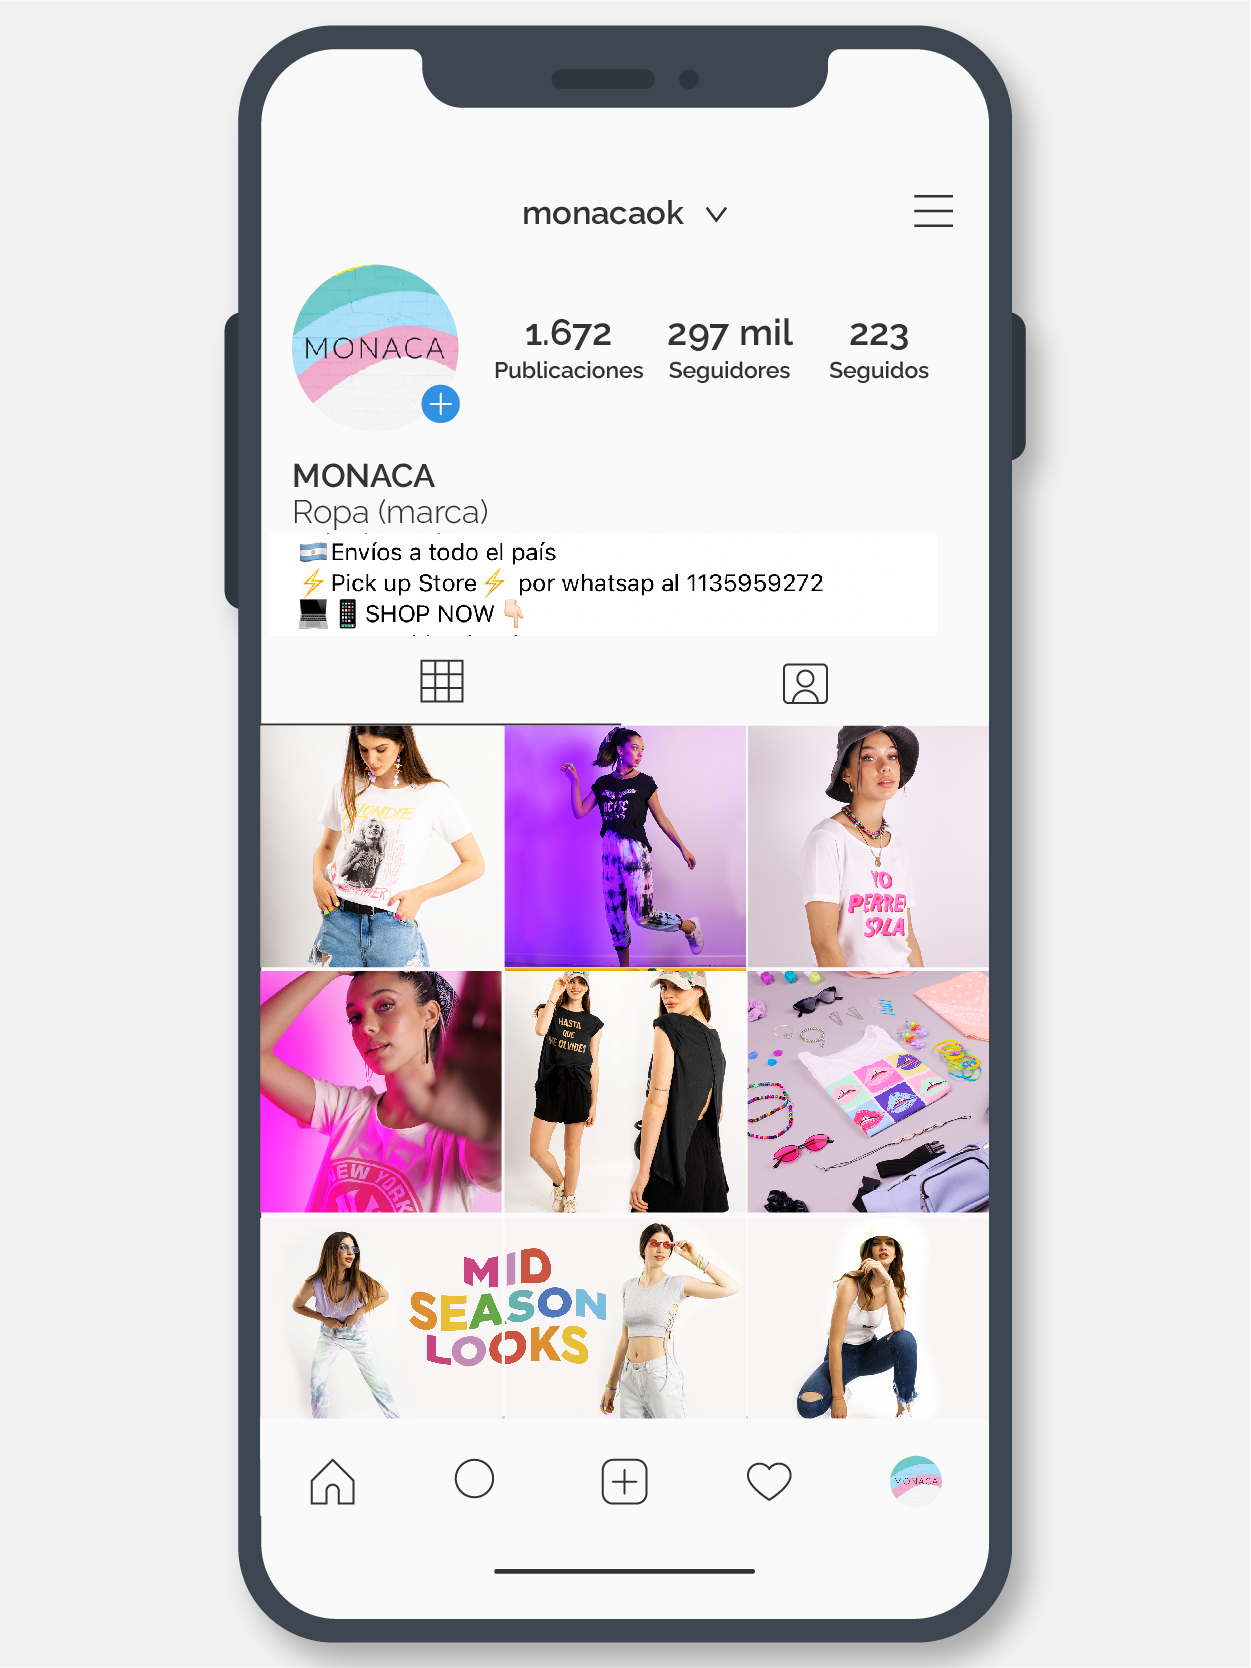 monacaok
MONACA
1.672 297 mil 223
Publicaciones Seguidores Seguidos
MONACA
Ropa (marca)
🇦🇷Envíos a todo el país
⚡Pick up Store⚡ por whatsap al 1135959272
💻📱SHOP NOW👇🏻
BLONDIE
AC/DC
YO
PERREO
SOLA
NEW YORK
HASTA
QUE
ME OLVIDES
MID
SEASON
LOOKS
MONACA